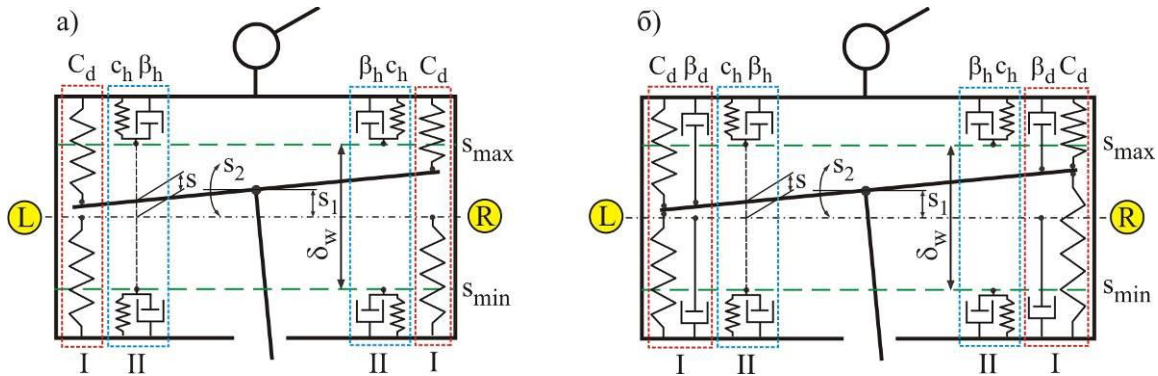 а)
C_d c_h β_h β_h c_h C_d
s_max
s s_2 s_1
L R
δ_w
s_min
I II II I
б)
C_d β_d c_h β_h β_h c_h β_d C_d
s_max
s s_2 s_1
L R
δ_w
s_min
I II II I